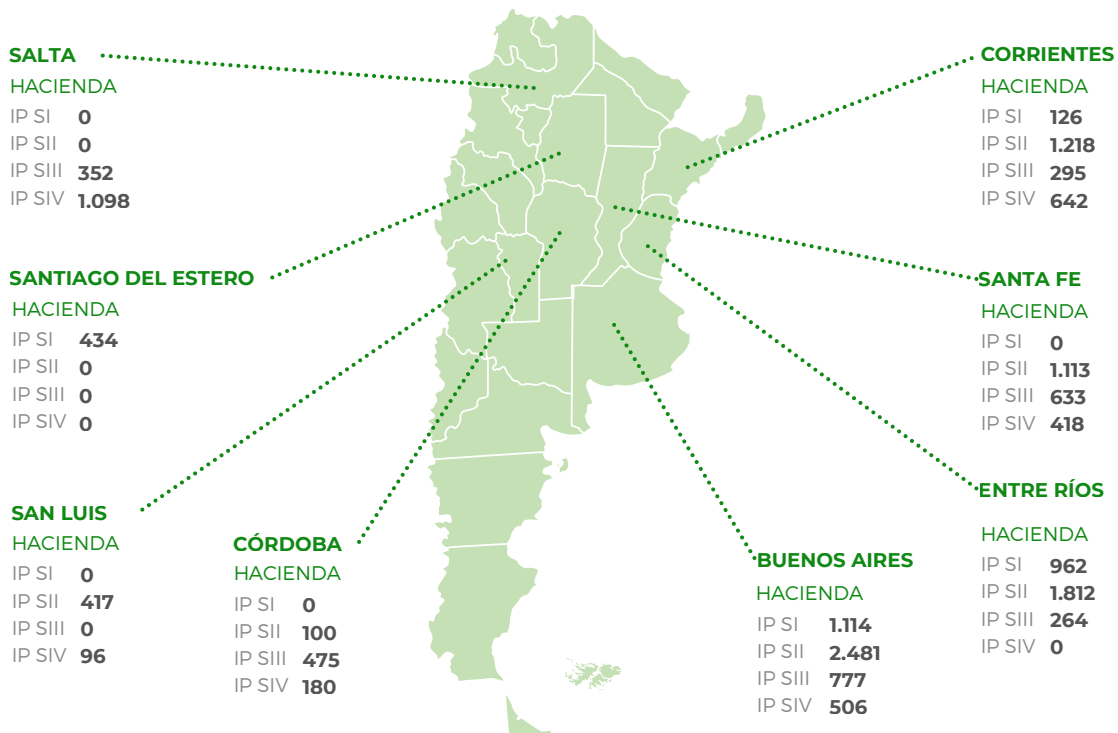 SALTA
HACIENDA
IP SI 0
IP SII 0
IP SIII 352
IP SIV 1.098
SANTIAGO DEL ESTERO
HACIENDA
IP SI 434
IP SII 0
IP SIII 0
IP SIV 0
SAN LUIS
HACIENDA
IP SI 0
IP SII 417
IP SIII 0
IP SIV 96
CÓRDOBA
HACIENDA
IP SI 0
IP SII 100
IP SIII 475
IP SIV 180
BUENOS AIRES
HACIENDA
IP SI 1.114
IP SII 2.481
IP SIII 777
IP SIV 506
CORRIENTES
HACIENDA
IP SI 126
IP SII 1.218
IP SIII 295
IP SIV 642
SANTA FE
HACIENDA
IP SI 0
IP SII 1.113
IP SIII 633
IP SIV 418
ENTRE RÍOS
HACIENDA
IP SI 962
IP SII 1.812
IP SIII 264
IP SIV 0